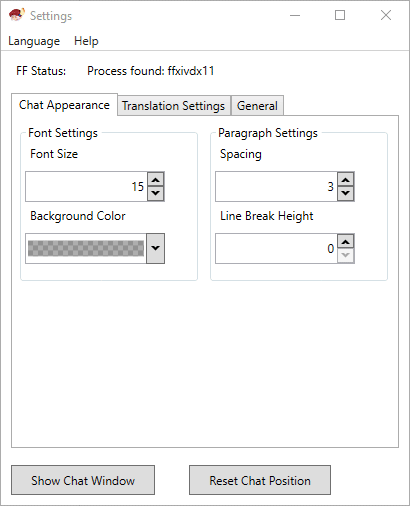 Settings
Language Help
FF Status: Process found: ffxivdx11
Chat Appearance Translation Settings General
Font Settings Paragraph Settings
Font Size Spacing
15 3
Background Color Line Break Height
0
Show Chat Window Reset Chat Position